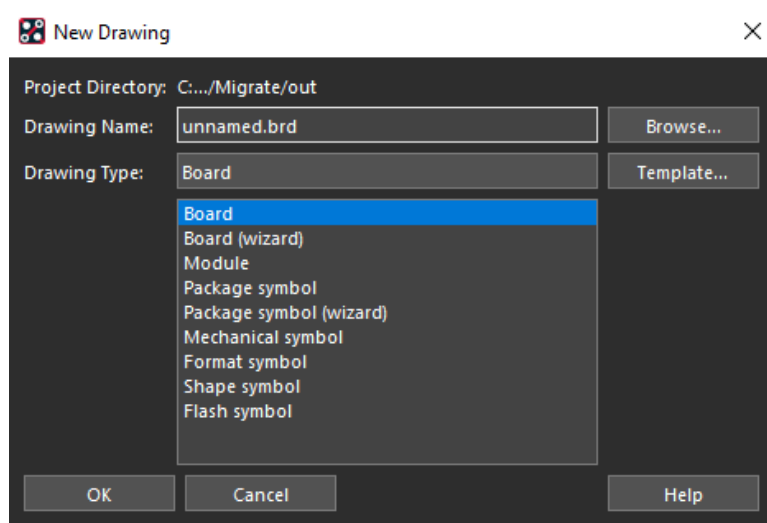 New Drawing
Project Directory: C:.../Migrate/out
Drawing Name: unnamed.brd Browse...
Drawing Type: Board Template...
Board
Board (wizard)
Module
Package symbol
Package symbol (wizard)
Mechanical symbol
Format symbol
Shape symbol
Flash symbol
OK Cancel Help